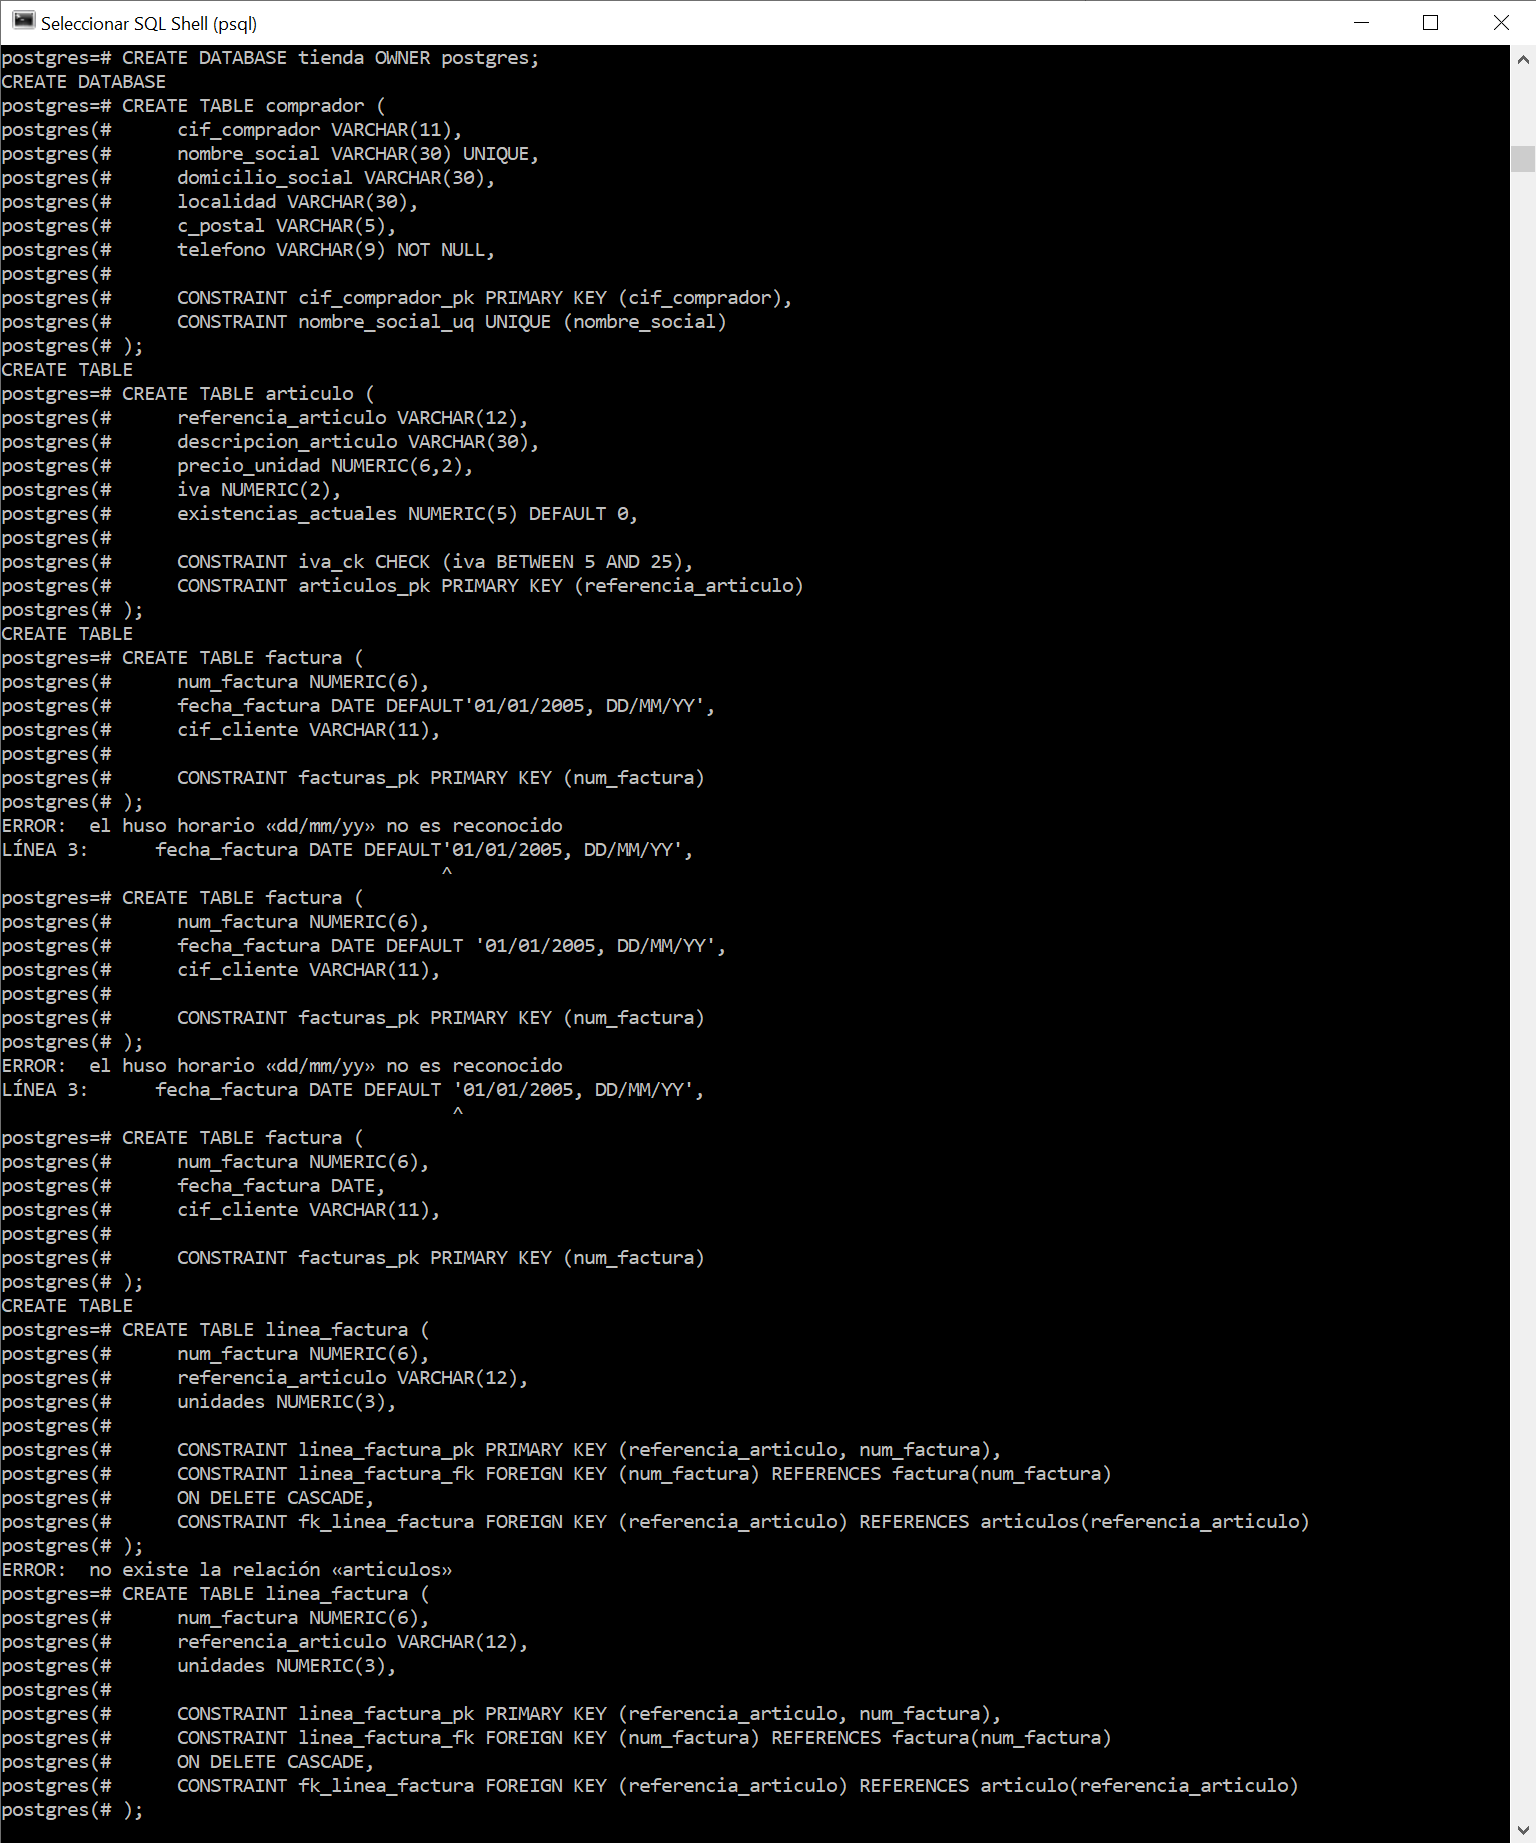 Seleccionar SQL Shell (psql)
postgres=# CREATE DATABASE tienda OWNER postgres;
CREATE DATABASE
postgres=# CREATE TABLE comprador (
postgres(#      cif_comprador VARCHAR(11),
postgres(#      nombre_social VARCHAR(30) UNIQUE,
postgres(#      domicilio_social VARCHAR(30),
postgres(#      localidad VARCHAR(30),
postgres(#      c_postal VARCHAR(5),
postgres(#      telefono VARCHAR(9) NOT NULL,
postgres(#
postgres(#      CONSTRAINT cif_comprador_pk PRIMARY KEY (cif_comprador),
postgres(#      CONSTRAINT nombre_social_uq UNIQUE (nombre_social)
postgres(# );
CREATE TABLE
postgres=# CREATE TABLE articulo (
postgres(#      referencia_articulo VARCHAR(12),
postgres(#      descripcion_articulo VARCHAR(30),
postgres(#      precio_unidad NUMERIC(6,2),
postgres(#      iva NUMERIC(2),
postgres(#      existencias_actuales NUMERIC(5) DEFAULT 0,
postgres(#
postgres(#      CONSTRAINT iva_ck CHECK (iva BETWEEN 5 AND 25),
postgres(#      CONSTRAINT articulos_pk PRIMARY KEY (referencia_articulo)
postgres(# );
CREATE TABLE
postgres=# CREATE TABLE factura (
postgres(#      num_factura NUMERIC(6),
postgres(#      fecha_factura DATE DEFAULT'01/01/2005, DD/MM/YY',
postgres(#      cif_cliente VARCHAR(11),
postgres(#
postgres(#      CONSTRAINT facturas_pk PRIMARY KEY (num_factura)
postgres(# );
ERROR:  el huso horario «dd/mm/yy» no es reconocido
LÍNEA 3:      fecha_factura DATE DEFAULT'01/01/2005, DD/MM/YY',
                                        ^
postgres=# CREATE TABLE factura (
postgres(#      num_factura NUMERIC(6),
postgres(#      fecha_factura DATE DEFAULT '01/01/2005, DD/MM/YY',
postgres(#      cif_cliente VARCHAR(11),
postgres(#
postgres(#      CONSTRAINT facturas_pk PRIMARY KEY (num_factura)
postgres(# );
ERROR:  el huso horario «dd/mm/yy» no es reconocido
LÍNEA 3:      fecha_factura DATE DEFAULT '01/01/2005, DD/MM/YY',
                                         ^
postgres=# CREATE TABLE factura (
postgres(#      num_factura NUMERIC(6),
postgres(#      fecha_factura DATE,
postgres(#      cif_cliente VARCHAR(11),
postgres(#
postgres(#      CONSTRAINT facturas_pk PRIMARY KEY (num_factura)
postgres(# );
CREATE TABLE
postgres=# CREATE TABLE linea_factura (
postgres(#      num_factura NUMERIC(6),
postgres(#      referencia_articulo VARCHAR(12),
postgres(#      unidades NUMERIC(3),
postgres(#
postgres(#      CONSTRAINT linea_factura_pk PRIMARY KEY (referencia_articulo, num_factura),
postgres(#      CONSTRAINT linea_factura_fk FOREIGN KEY (num_factura) REFERENCES factura(num_factura)
postgres(#      ON DELETE CASCADE,
postgres(#      CONSTRAINT fk_linea_factura FOREIGN KEY (referencia_articulo) REFERENCES articulos(referencia_articulo)
postgres(# );
ERROR:  no existe la relación «articulos»
postgres=# CREATE TABLE linea_factura (
postgres(#      num_factura NUMERIC(6),
postgres(#      referencia_articulo VARCHAR(12),
postgres(#      unidades NUMERIC(3),
postgres(#
postgres(#      CONSTRAINT linea_factura_pk PRIMARY KEY (referencia_articulo, num_factura),
postgres(#      CONSTRAINT linea_factura_fk FOREIGN KEY (num_factura) REFERENCES factura(num_factura)
postgres(#      ON DELETE CASCADE,
postgres(#      CONSTRAINT fk_linea_factura FOREIGN KEY (referencia_articulo) REFERENCES articulo(referencia_articulo)
postgres(# );